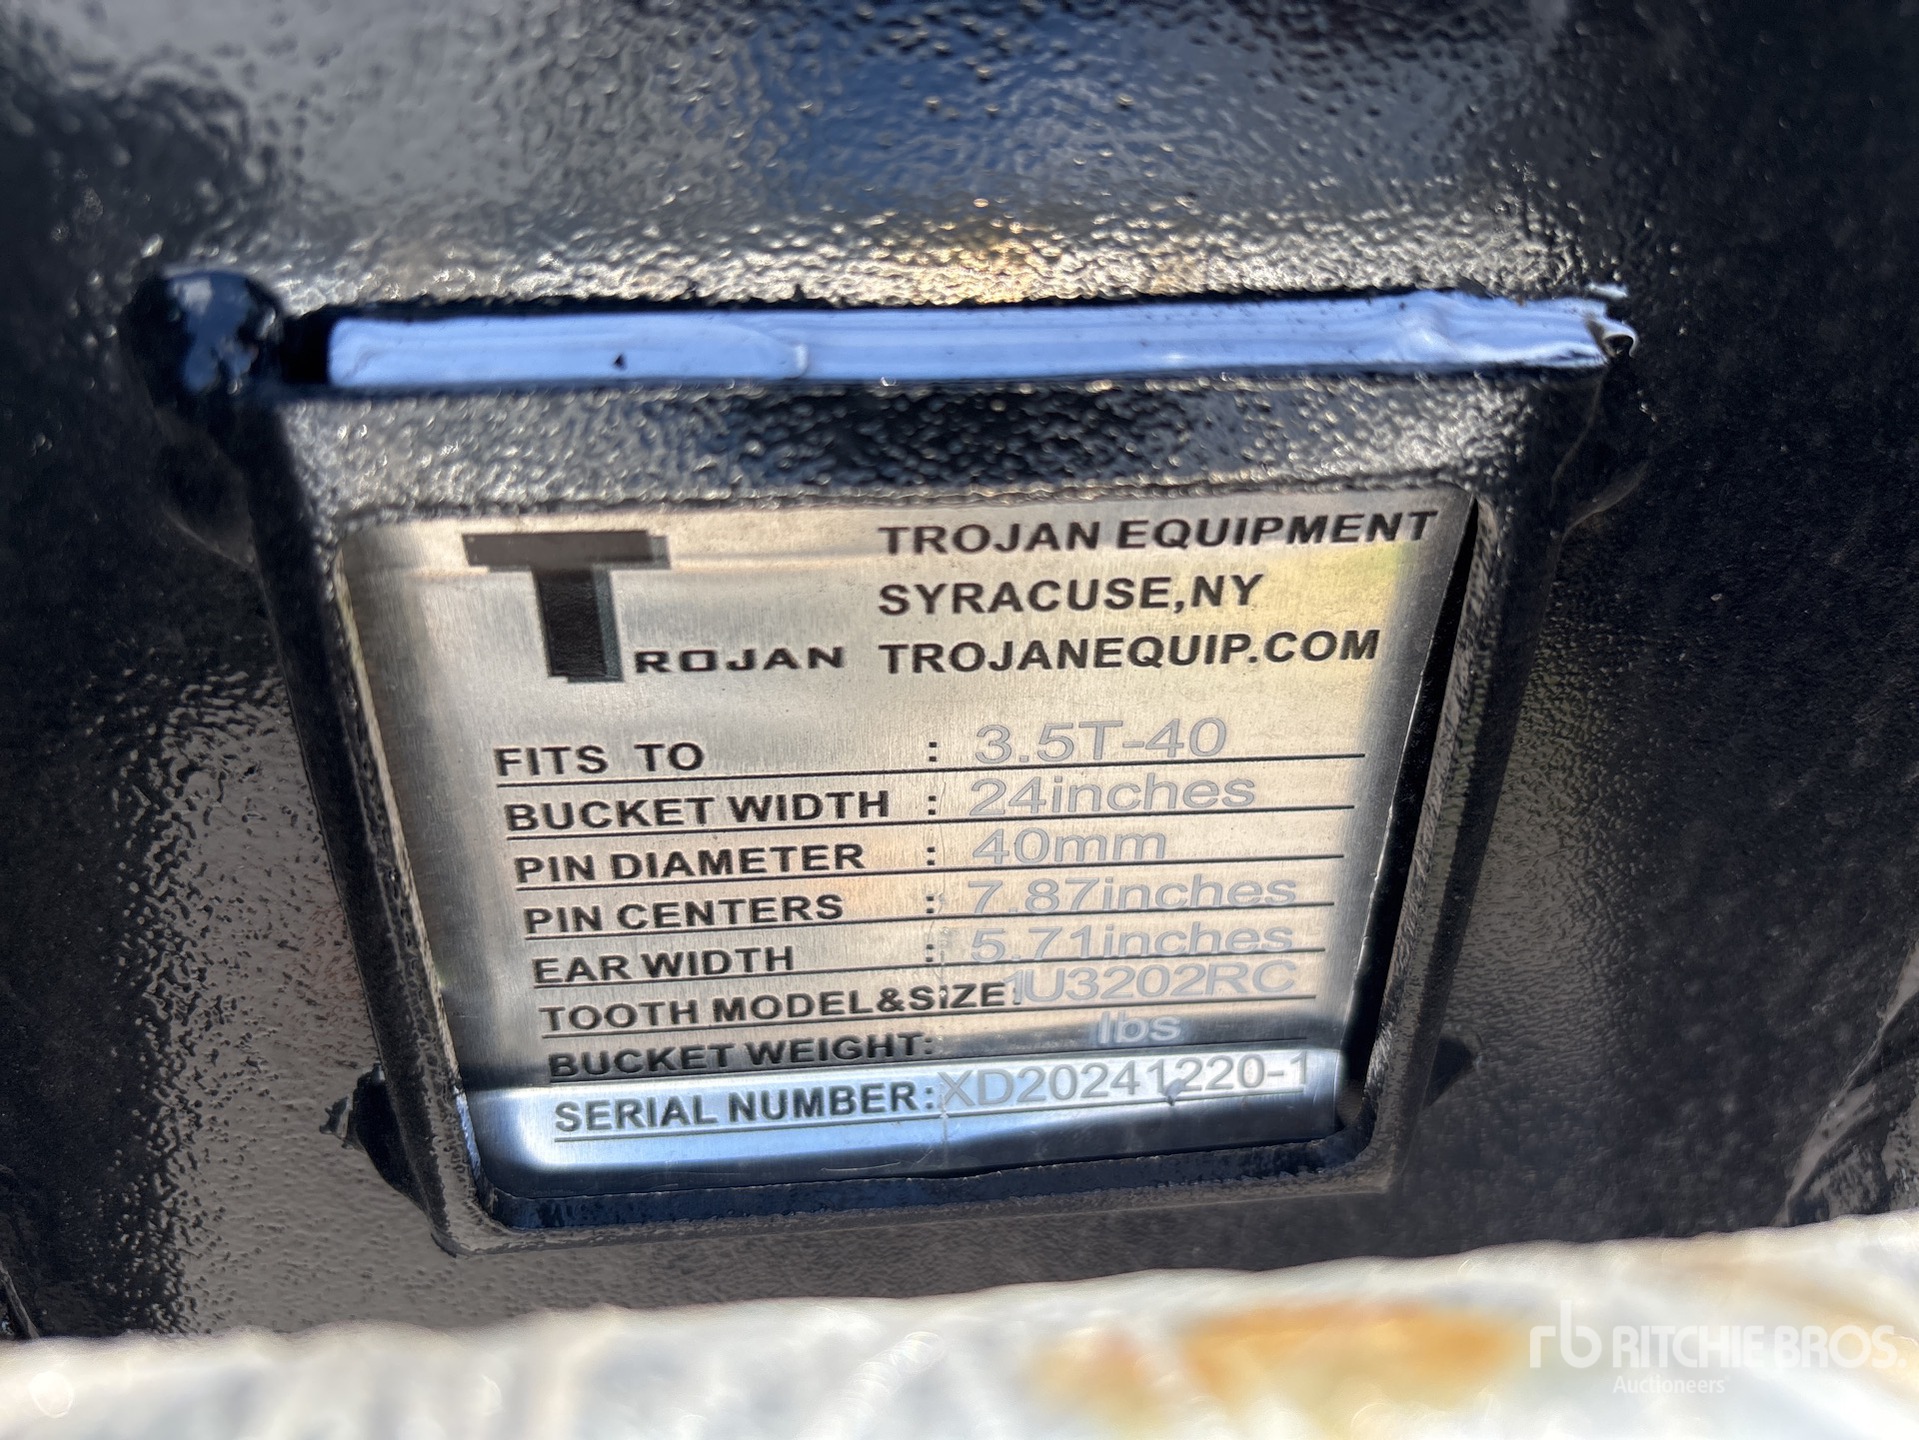 TROJAN
TROJAN EQUIPMENT
SYRACUSE,NY
TROJANEQUIP.COM
FITS TO : 3.5T-40
BUCKET WIDTH : 24inches
PIN DIAMETER : 40mm
PIN CENTERS : 7.87inches
EAR WIDTH : 5.71inches
TOOTH MODEL&SIZE: 1U3202RC
BUCKET WEIGHT: lbs
SERIAL NUMBER: XD20241220-1
rb RITCHIE BROS.
Auctioneers